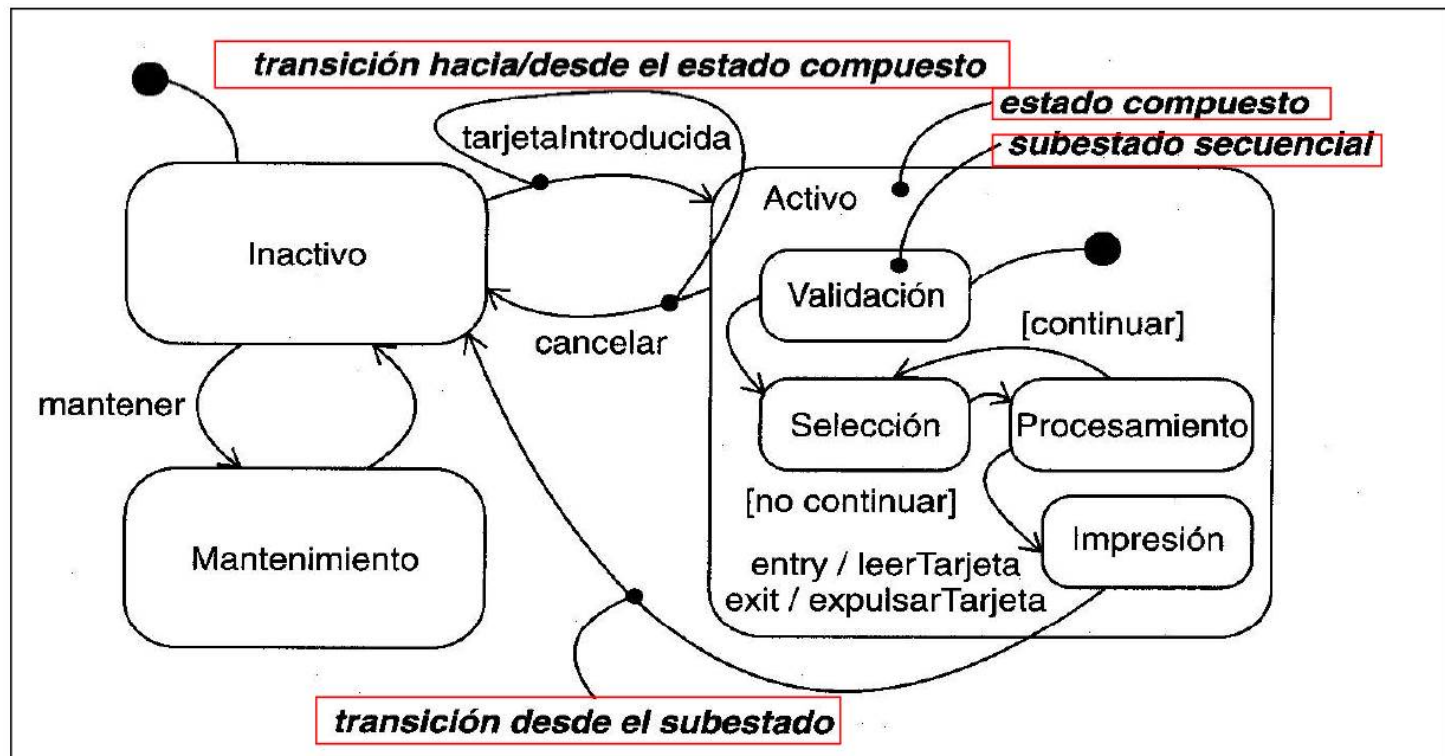 transición hacia/desde el estado compuesto
estado compuesto
tarjetaIntroducida
subestado secuencial
Activo
Inactivo
Validación
[continuar]
cancelar
mantener
Selección
Procesamiento
[no continuar]
Impresión
Mantenimiento
entry / leerTarjeta
exit / expulsarTarjeta
transición desde el subestado